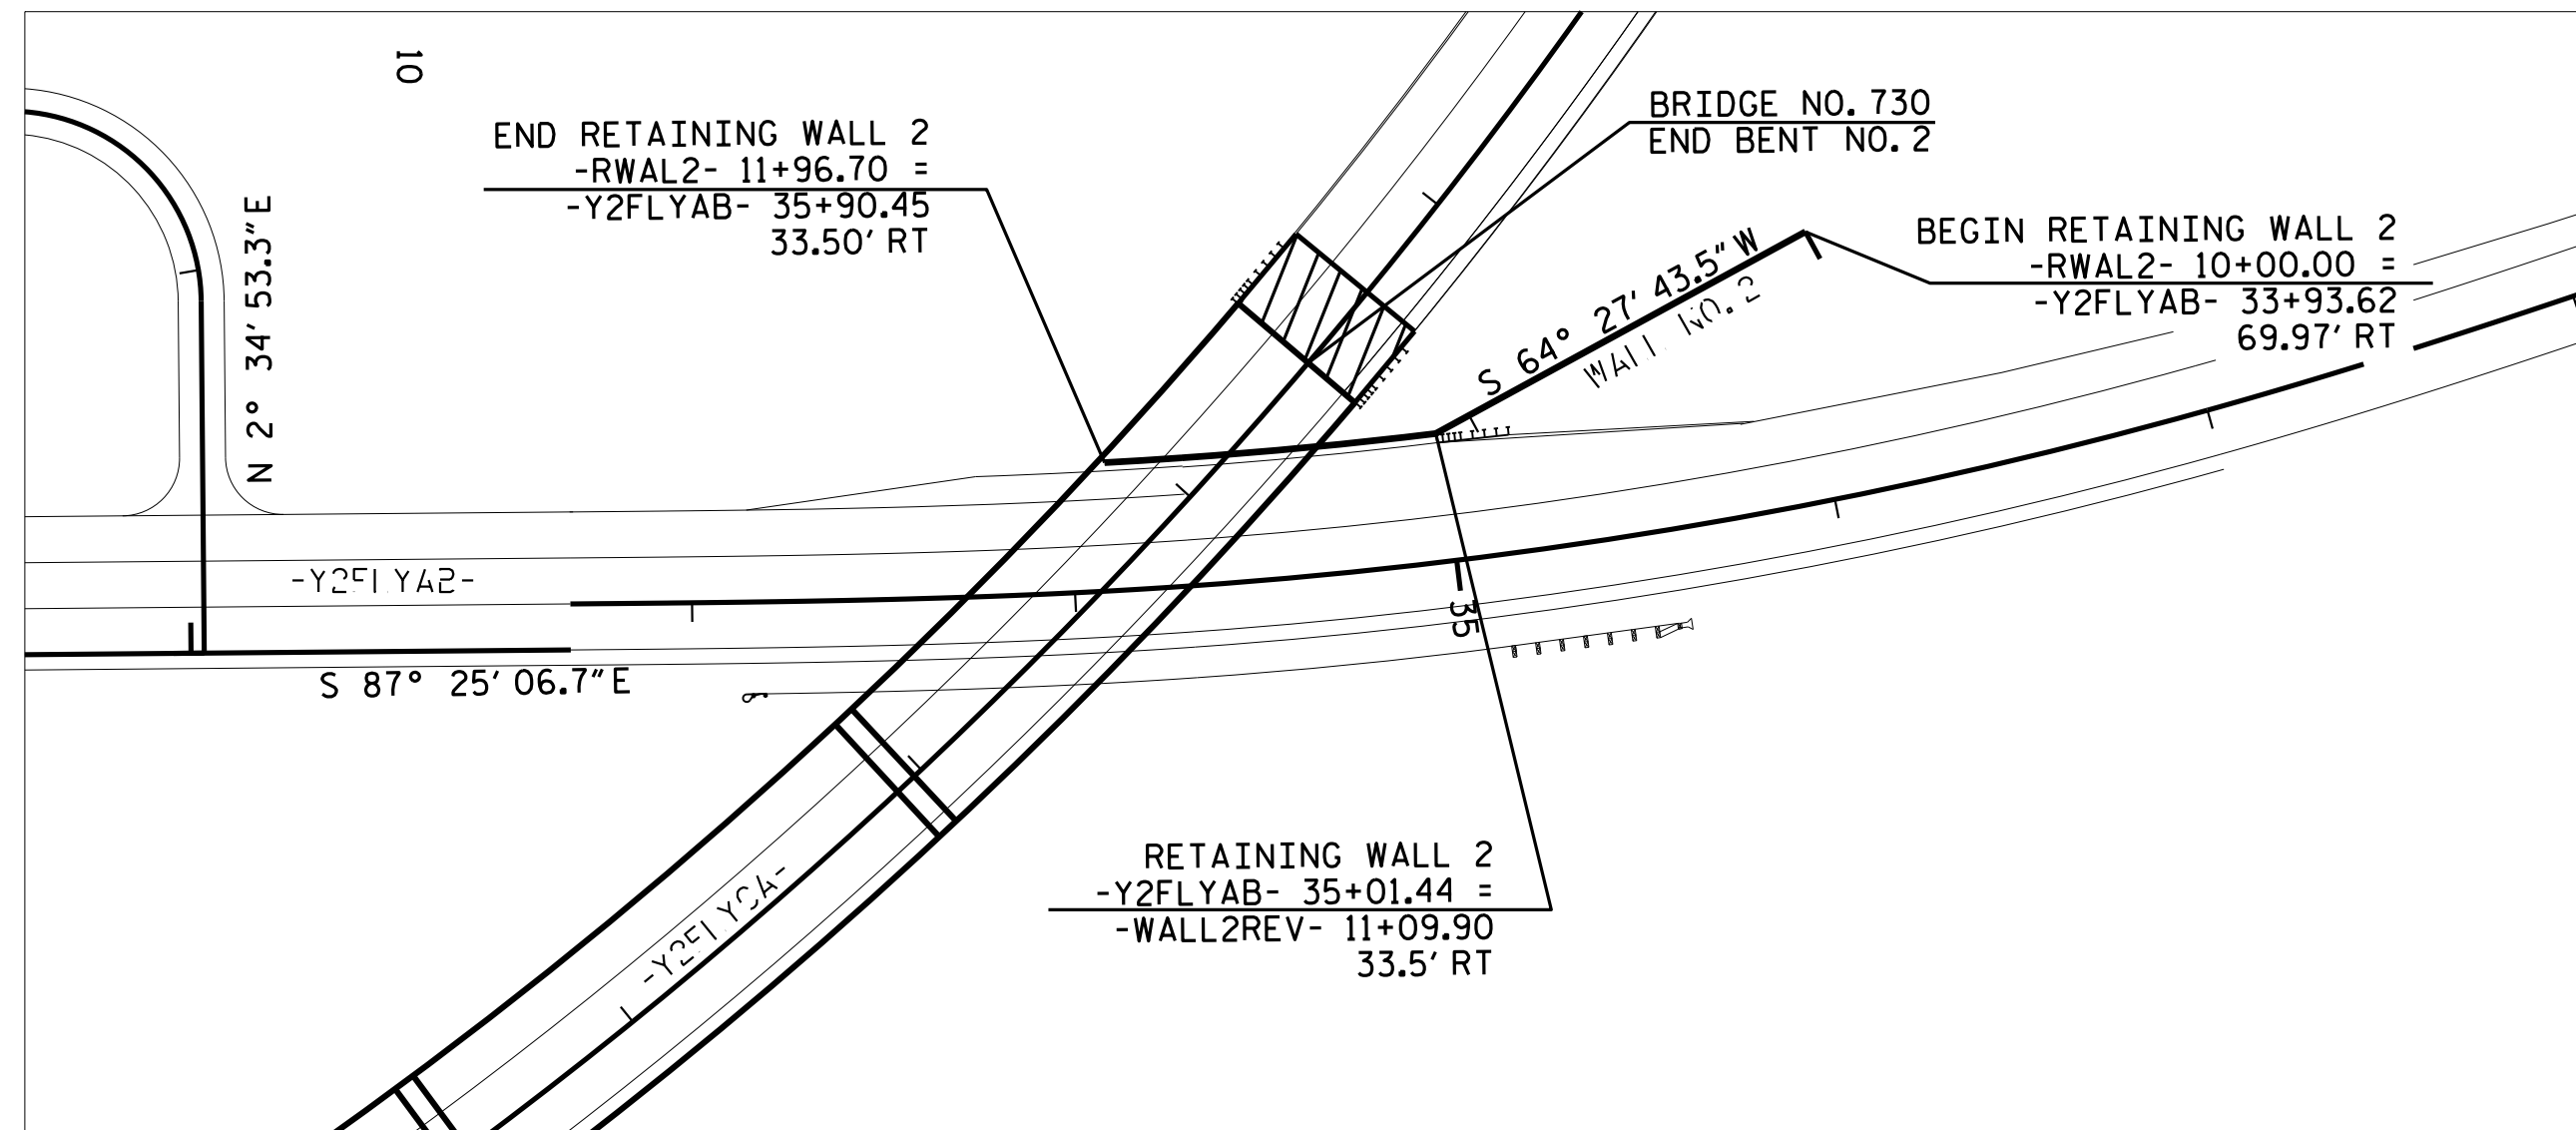 10
END RETAINING WALL 2
-RWAL2- 11+96.70 =
-Y2FLYAB- 35+90.45
33.50' RT
BRIDGE NO. 730
END BENT NO. 2
N 2° 34' 53.3" E
S 64° 27' 43.5" W
WALL NO. 2
BEGIN RETAINING WALL 2
-RWAL2- 10+00.00 =
-Y2FLYAB- 33+93.62
69.97' RT
-Y2FLYAB-
S 87° 25' 06.7" E
35
RETAINING WALL 2
-Y2FLYAB- 35+01.44 =
-WALL2REV- 11+09.90
33.5' RT